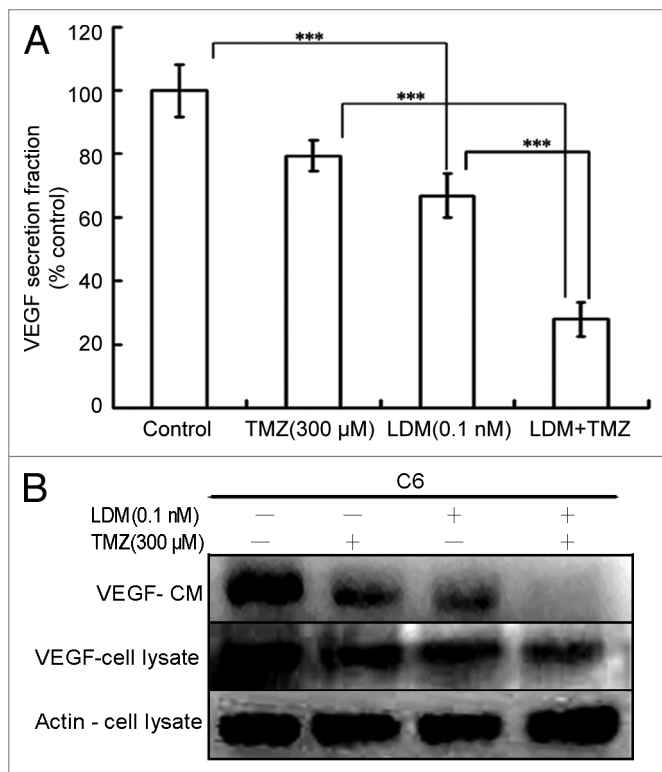 A
VEGF secretion fraction
(% control)
120
100
80
60
40
20
0
***
***
***
Control TMZ(300 µM) LDM(0.1 nM) LDM+TMZ
B
C6
LDM(0.1 nM) — — + +
TMZ(300 µM) — + — +
VEGF- CM
VEGF-cell lysate
Actin - cell lysate